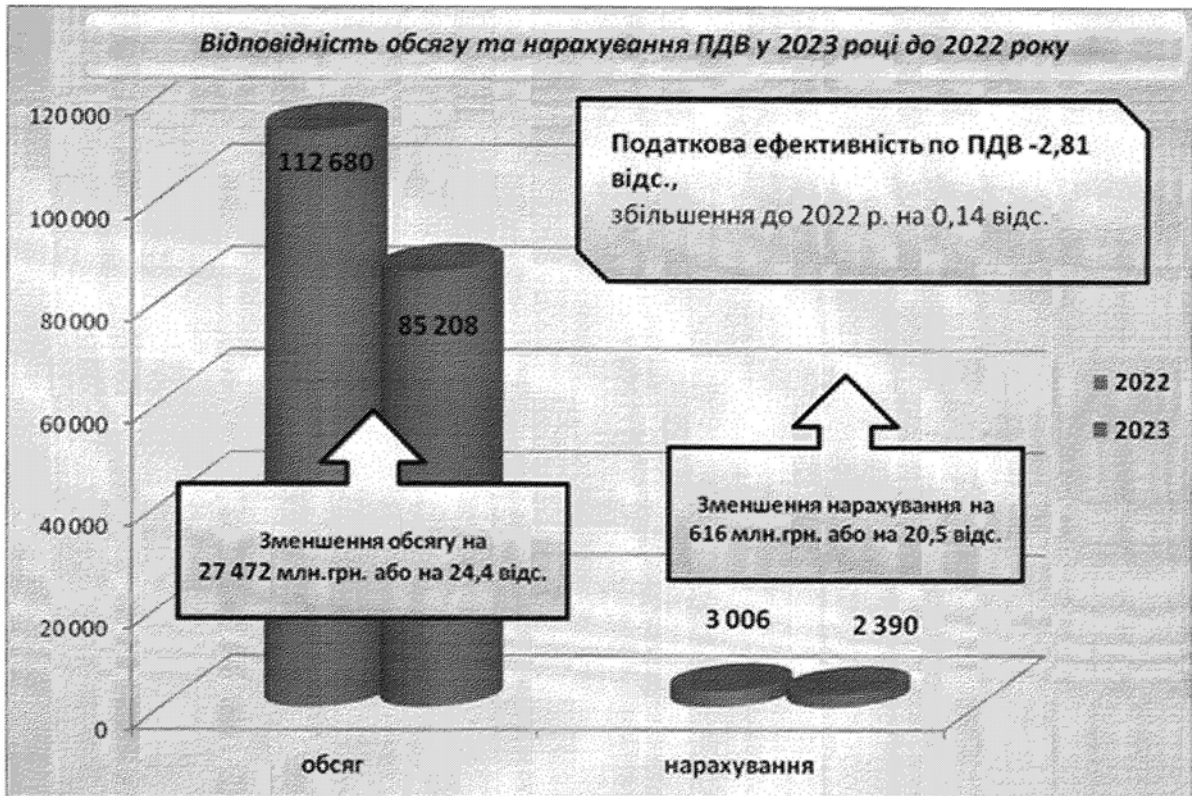 Відповідність обсягу та нарахування ПДВ у 2023 році до 2022 року
120 000
100 000
80 000
60 000
40 000
20 000
0
112 680
85 208
Податкова ефективність по ПДВ -2,81
відс.,
збільшення до 2022 р. на 0,14 відс.
Зменшення обсягу на
27 472 млн.грн. або на 24,4 відс.
Зменшення нарахування на
616 млн.грн. або на 20,5 відс.
3 006
2 390
2022
2023
обсяг
нарахування